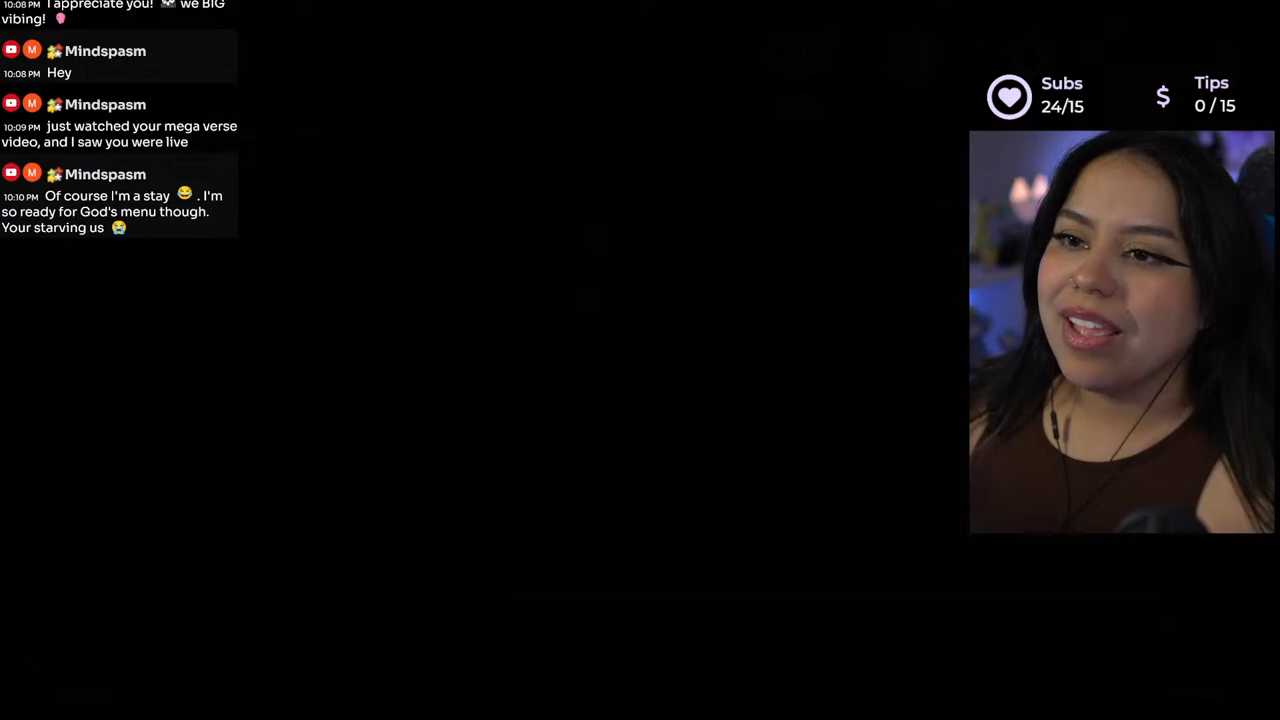 10:08 PM I appreciate you! 💀 we BIG
vibing!
M Mindspasm
10:08 PM Hey
M Mindspasm
10:09 PM just watched your mega verse
video, and I saw you were live
M Mindspasm
10:10 PM Of course I'm a stay 😂 . I'm
so ready for God's menu though.
Your starving us 😭
Subs
24/15
$ Tips
0 / 15